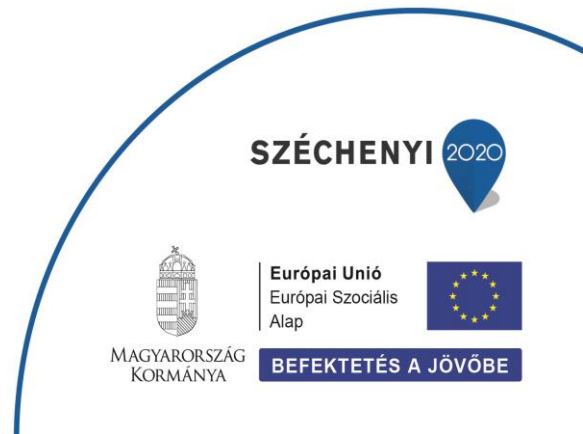 SZÉCHENYI 2020
Európai Unió
Európai Szociális
Alap
MAGYARORSZÁG
KORMÁNYA
BEFEKTETÉS A JÖVŐBE